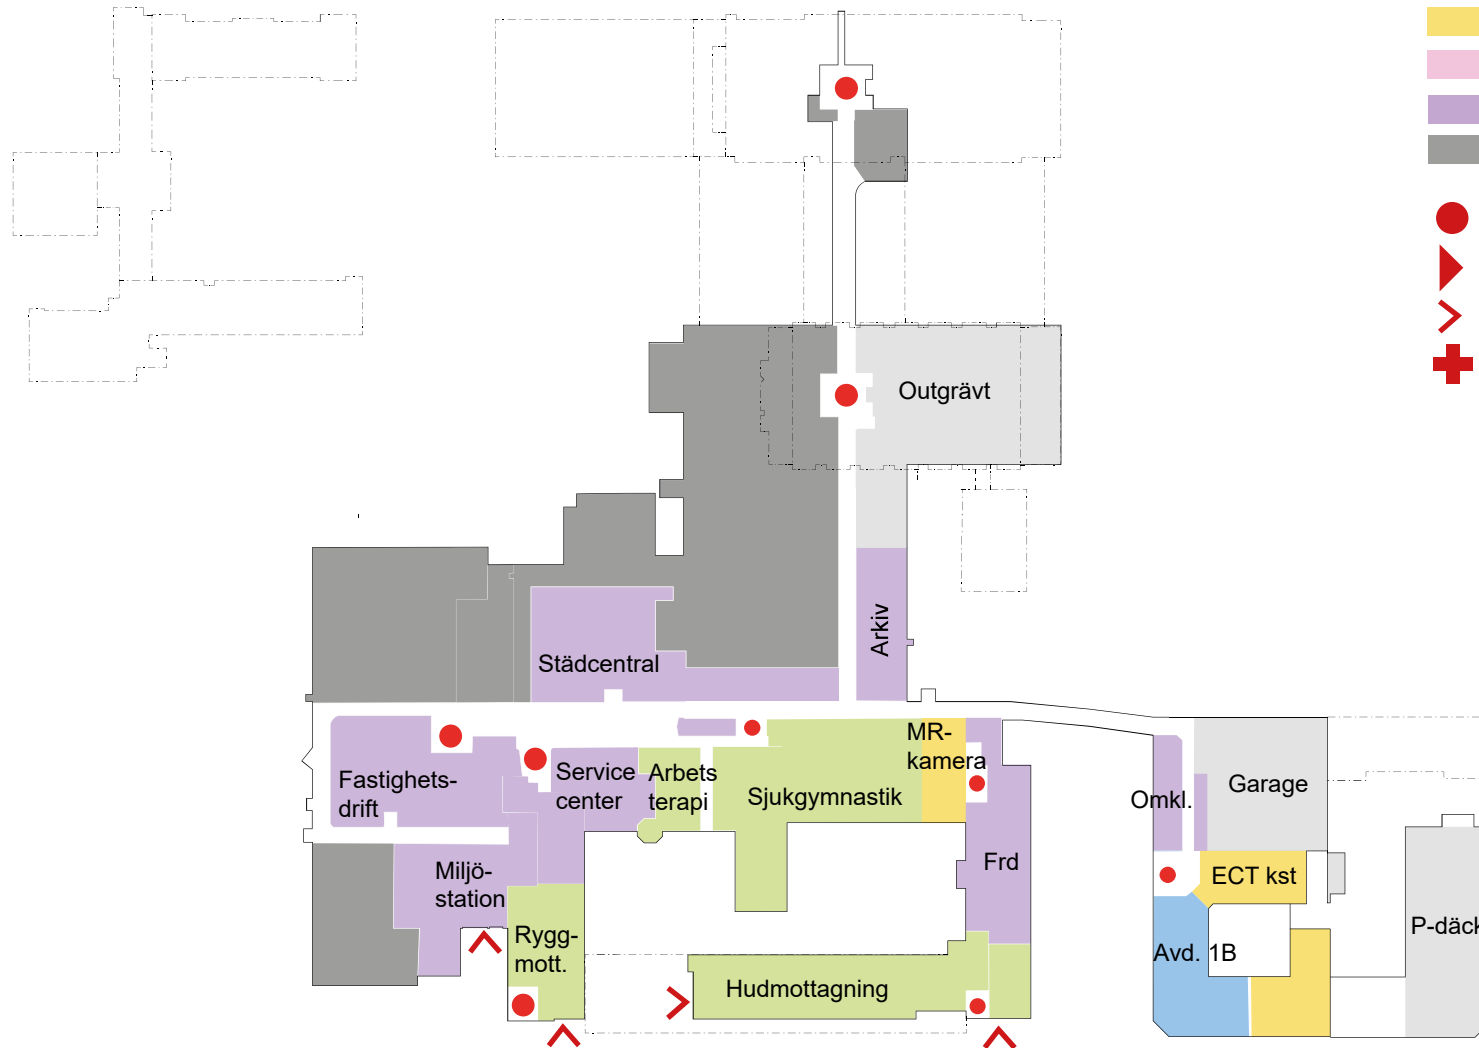 Outgrävt
Arkiv
Städcentral
MR-
kamera
Fastighets-
drift
Service
center
Arbets
terapi
Sjukgymnastik
Omkl.
Garage
Miljö-
station
Frd
ECT kst
P-däck
Rygg-
mott.
Avd. 1B
Hudmottagning